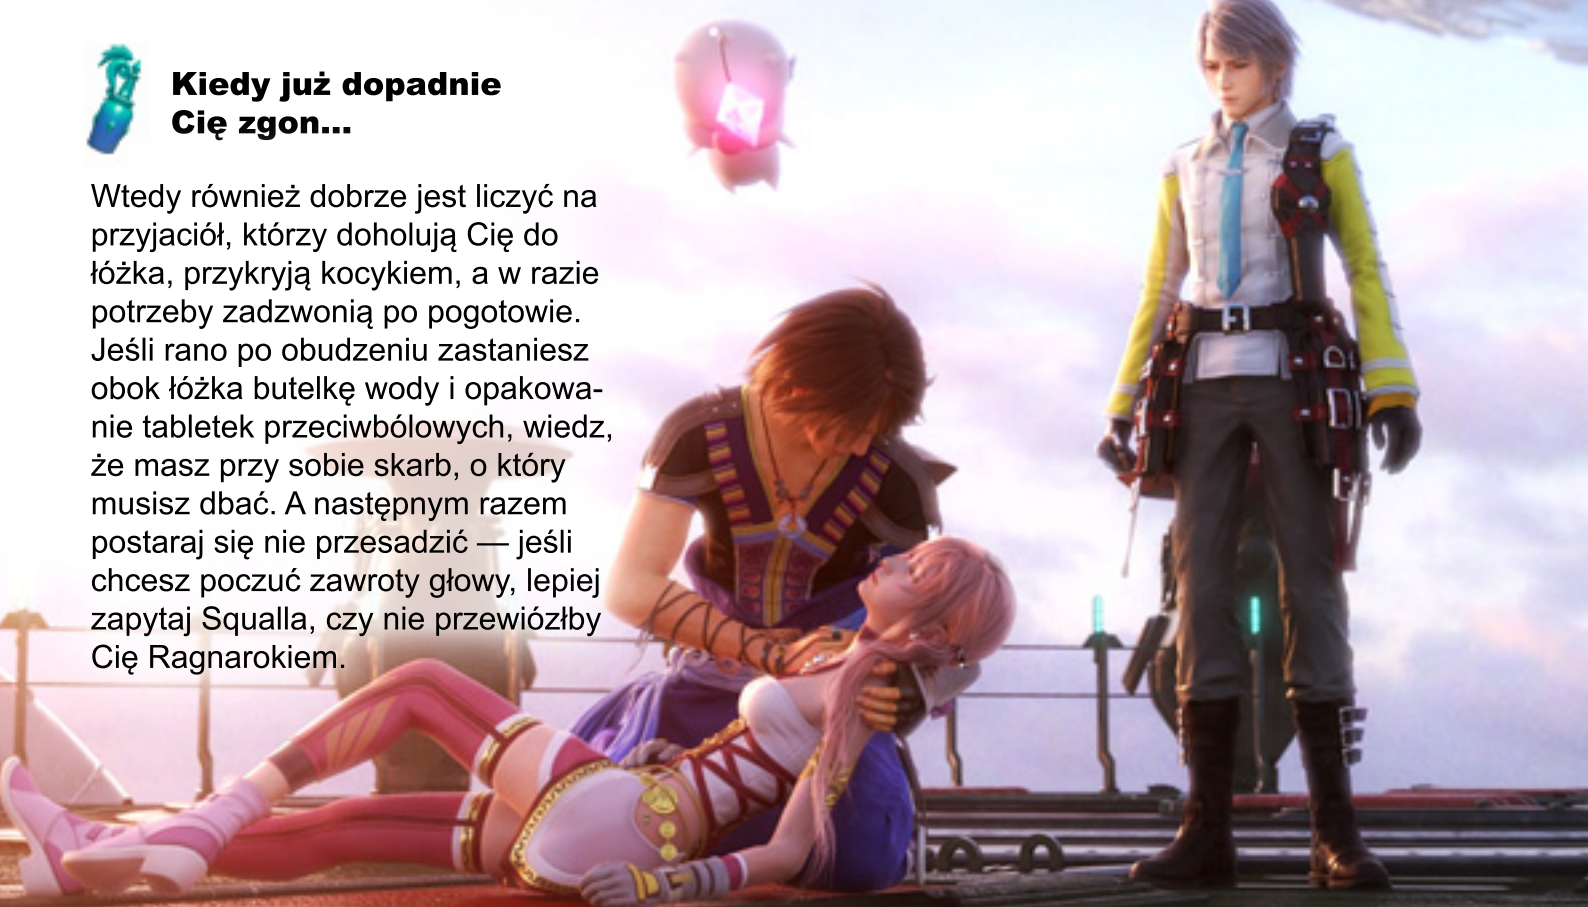 Kiedy już dopadnie
Cię zgon...
Wtedy również dobrze jest liczyć na
przyjaciół, którzy doholują Cię do
łóżka, przykryją kocykiem, a w razie
potrzeby zadzwonią po pogotowie.
Jeśli rano po obudzeniu zastaniesz
obok łóżka butelkę wody i opakowa-
nie tabletek przeciwbólowych, wiedz,
że masz przy sobie skarb, o który
musisz dbać. A następnym razem
postaraj się nie przesadzić — jeśli
chcesz poczuć zawroty głowy, lepiej
zapytaj Squalla, czy nie przewiózłby
Cię Ragnarokiem.